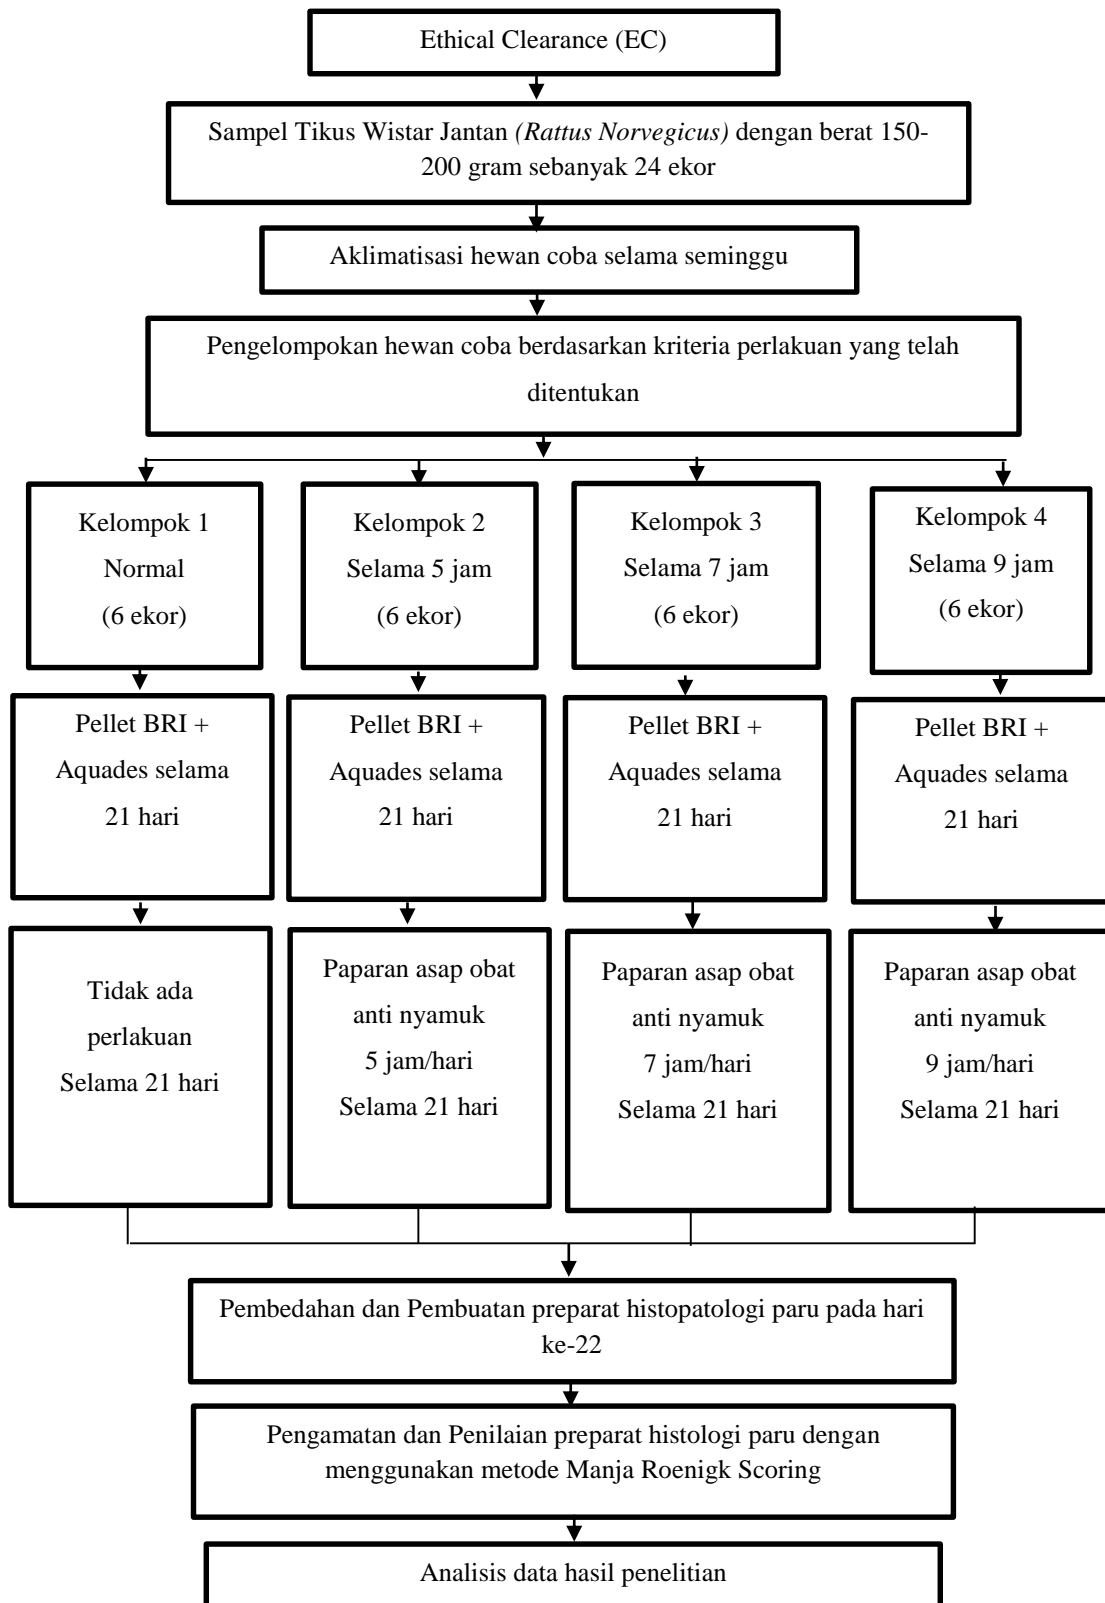 Ethical Clearance (EC)
Sampel Tikus Wistar Jantan (Rattus Norvegicus) dengan berat 150-
200 gram sebanyak 24 ekor
Aklimatisasi hewan coba selama seminggu
Pengelompokan hewan coba berdasarkan kriteria perlakuan yang telah
ditentukan
Kelompok 1
Normal
(6 ekor)
Kelompok 2
Selama 5 jam
(6 ekor)
Kelompok 3
Selama 7 jam
(6 ekor)
Kelompok 4
Selama 9 jam
(6 ekor)
Pellet BRI +
Aquades selama
21 hari
Pellet BRI +
Aquades selama
21 hari
Pellet BRI +
Aquades selama
21 hari
Pellet BRI +
Aquades selama
21 hari
Tidak ada
perlakuan
Selama 21 hari
Paparan asap obat
anti nyamuk
5 jam/hari
Selama 21 hari
Paparan asap obat
anti nyamuk
7 jam/hari
Selama 21 hari
Paparan asap obat
anti nyamuk
9 jam/hari
Selama 21 hari
Pembedahan dan Pembuatan preparat histopatologi paru pada hari
ke-22
Pengamatan dan Penilaian preparat histologi paru dengan
menggunakan metode Manja Roenigk Scoring
Analisis data hasil penelitian